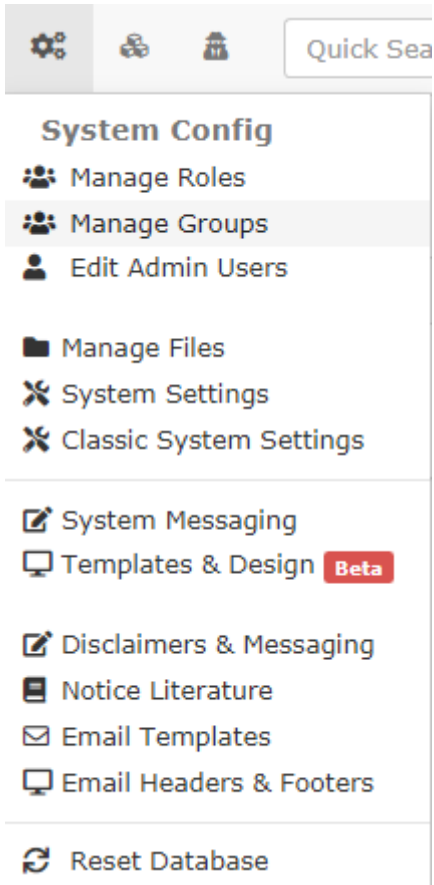 Quick Sea
System Config
Manage Roles
Manage Groups
Edit Admin Users
Manage Files
System Settings
Classic System Settings
System Messaging
Templates & Design Beta
Disclaimers & Messaging
Notice Literature
Email Templates
Email Headers & Footers
Reset Database